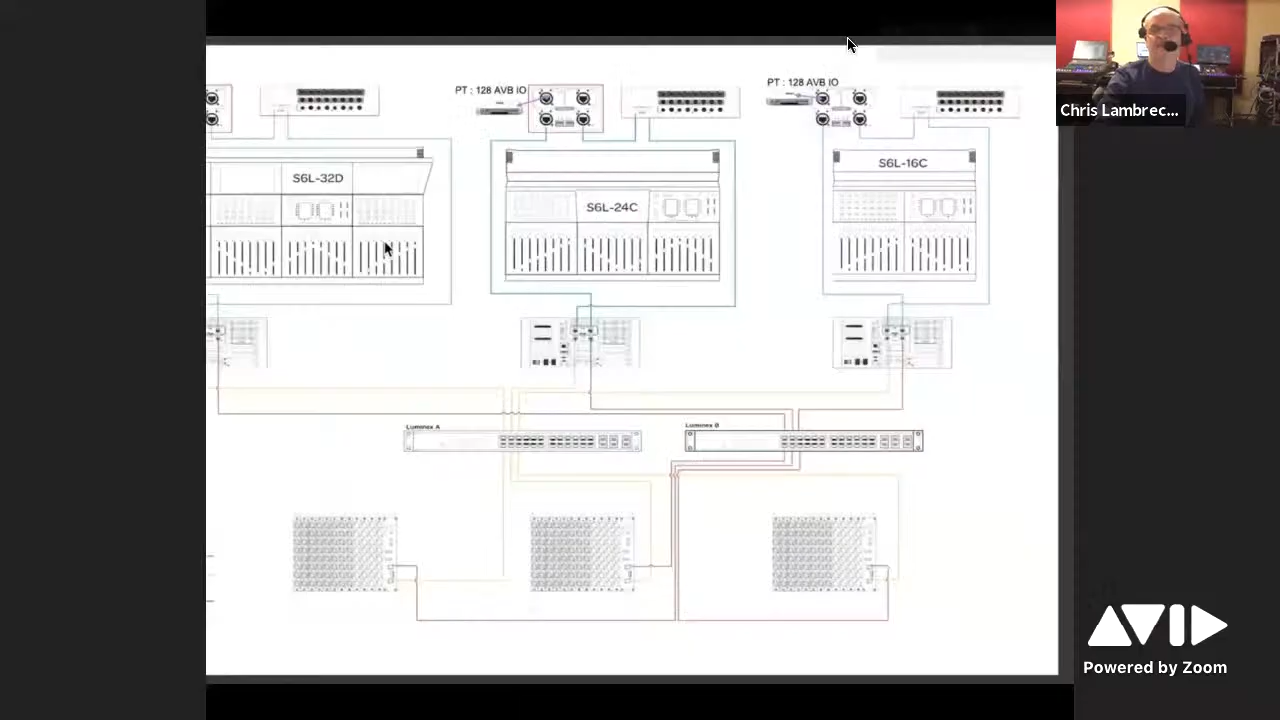 PT : 128 AVB IO
PT : 128 AVB IO
Chris Lambrec...
S6L-32D
S6L-24C
S6L-16C
Luminex A
Luminex B
AVID
Powered by Zoom